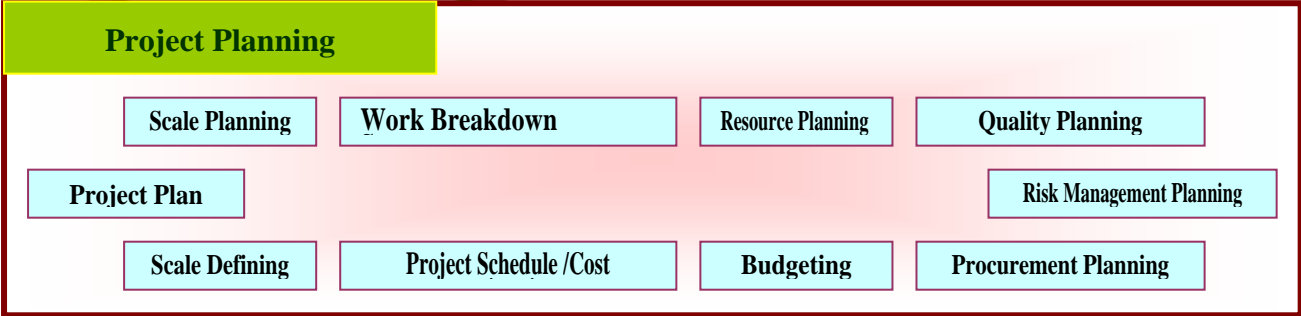 Project Planning
Scale Planning
Work Breakdown
Resource Planning
Quality Planning
Project Plan
Risk Management Planning
Scale Defining
Project Schedule /Cost
Budgeting
Procurement Planning